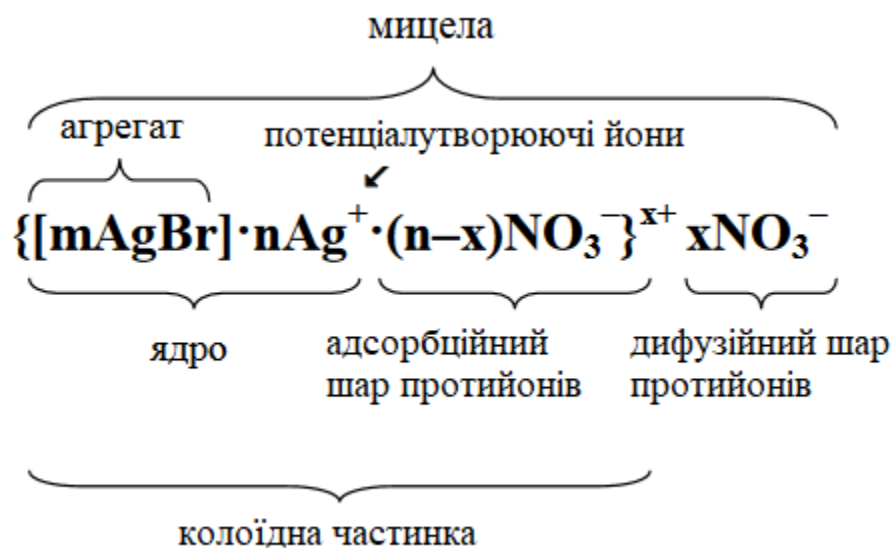 мицела
агрегат
потенціалутворюючі йони
{[mAgBr]·nAg⁺·(n–x)NO₃⁻}ˣ⁺ xNO₃⁻
ядро
адсорбційний
шар протийонів
дифузійний шар
протийонів
колоїдна частинка